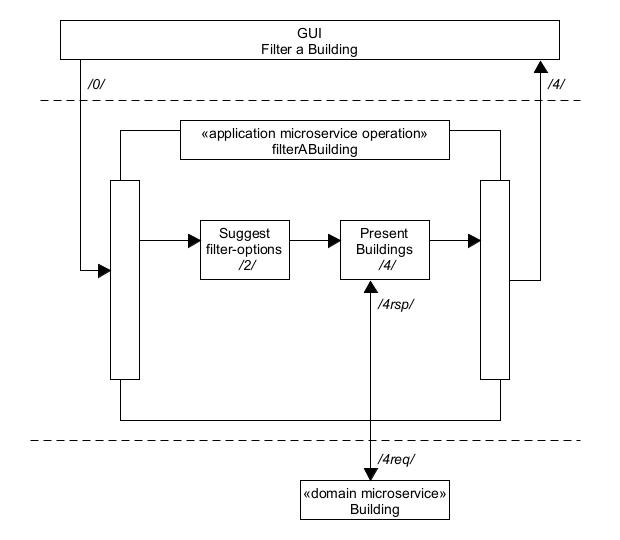 GUI
Filter a Building
/0/
/4/
«application microservice operation»
filterABuilding
Suggest
filter-options
/2/
Present
Buildings
/4/
/4rsp/
/4req/
«domain microservice»
Building